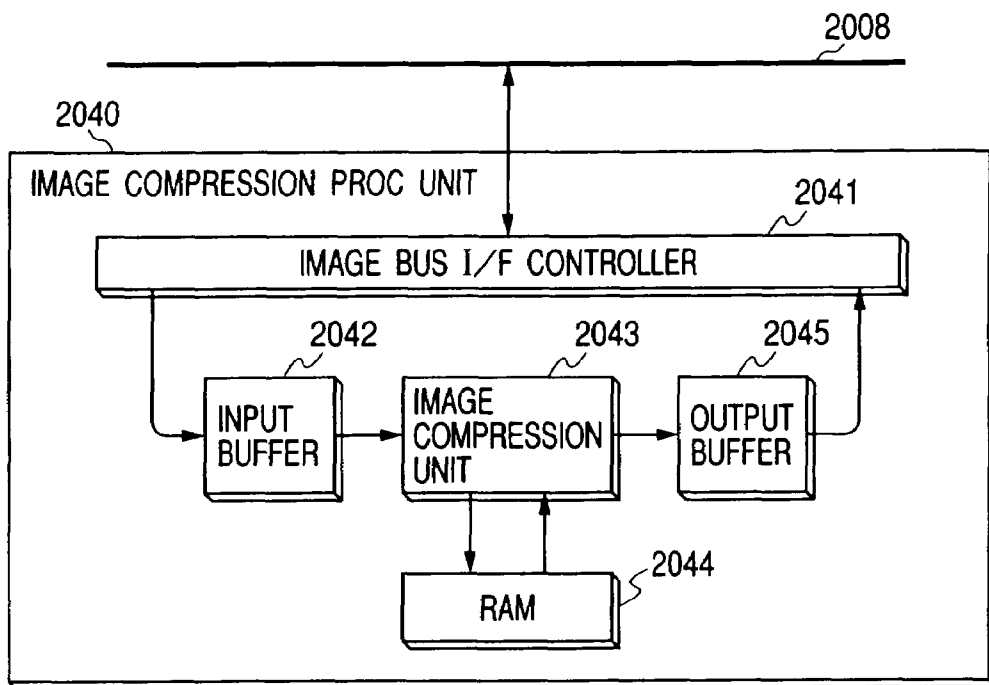 2008
2040
IMAGE COMPRESSION PROC UNIT
2041
IMAGE BUS I/F CONTROLLER
2042
INPUT
BUFFER
2043
IMAGE
COMPRESSION
UNIT
2045
OUTPUT
BUFFER
2044
RAM